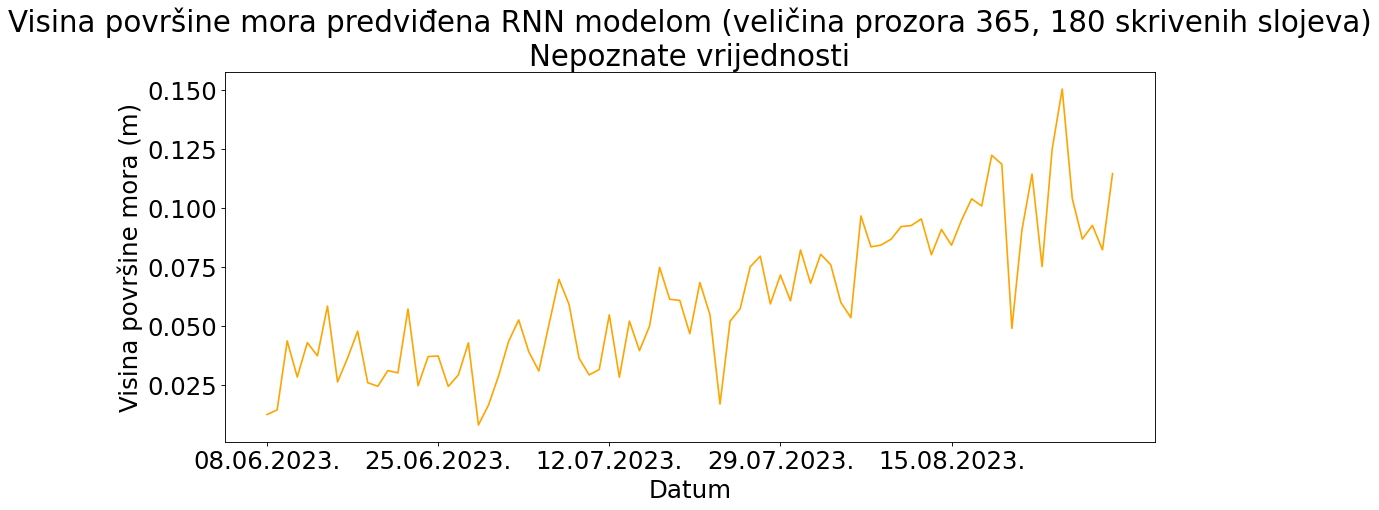 Visina površine mora predviđena RNN modelom (veličina prozora 365, 180 skrivenih slojeva)
Nepoznate vrijednosti
Visina površine mora (m)
0.150
0.125
0.100
0.075
0.050
0.025
08.06.2023. 25.06.2023. 12.07.2023. 29.07.2023. 15.08.2023.
Datum